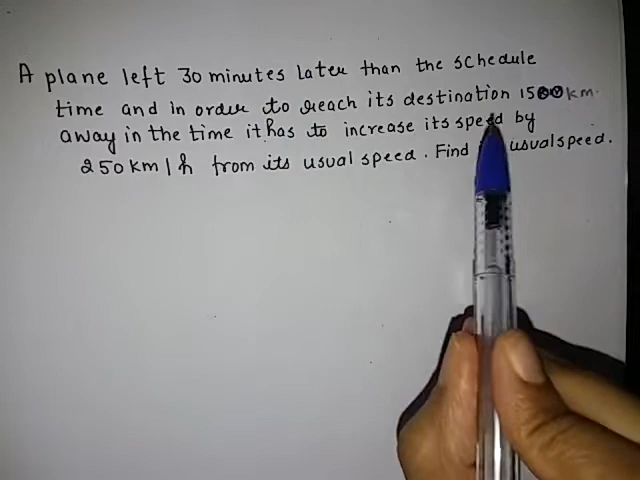 A plane left 30 minutes later than the schedule
time and in order to reach its destination 1500 km.
away in the time it has to increase its speed by
250 km/h from its usual speed. Find usual speed.